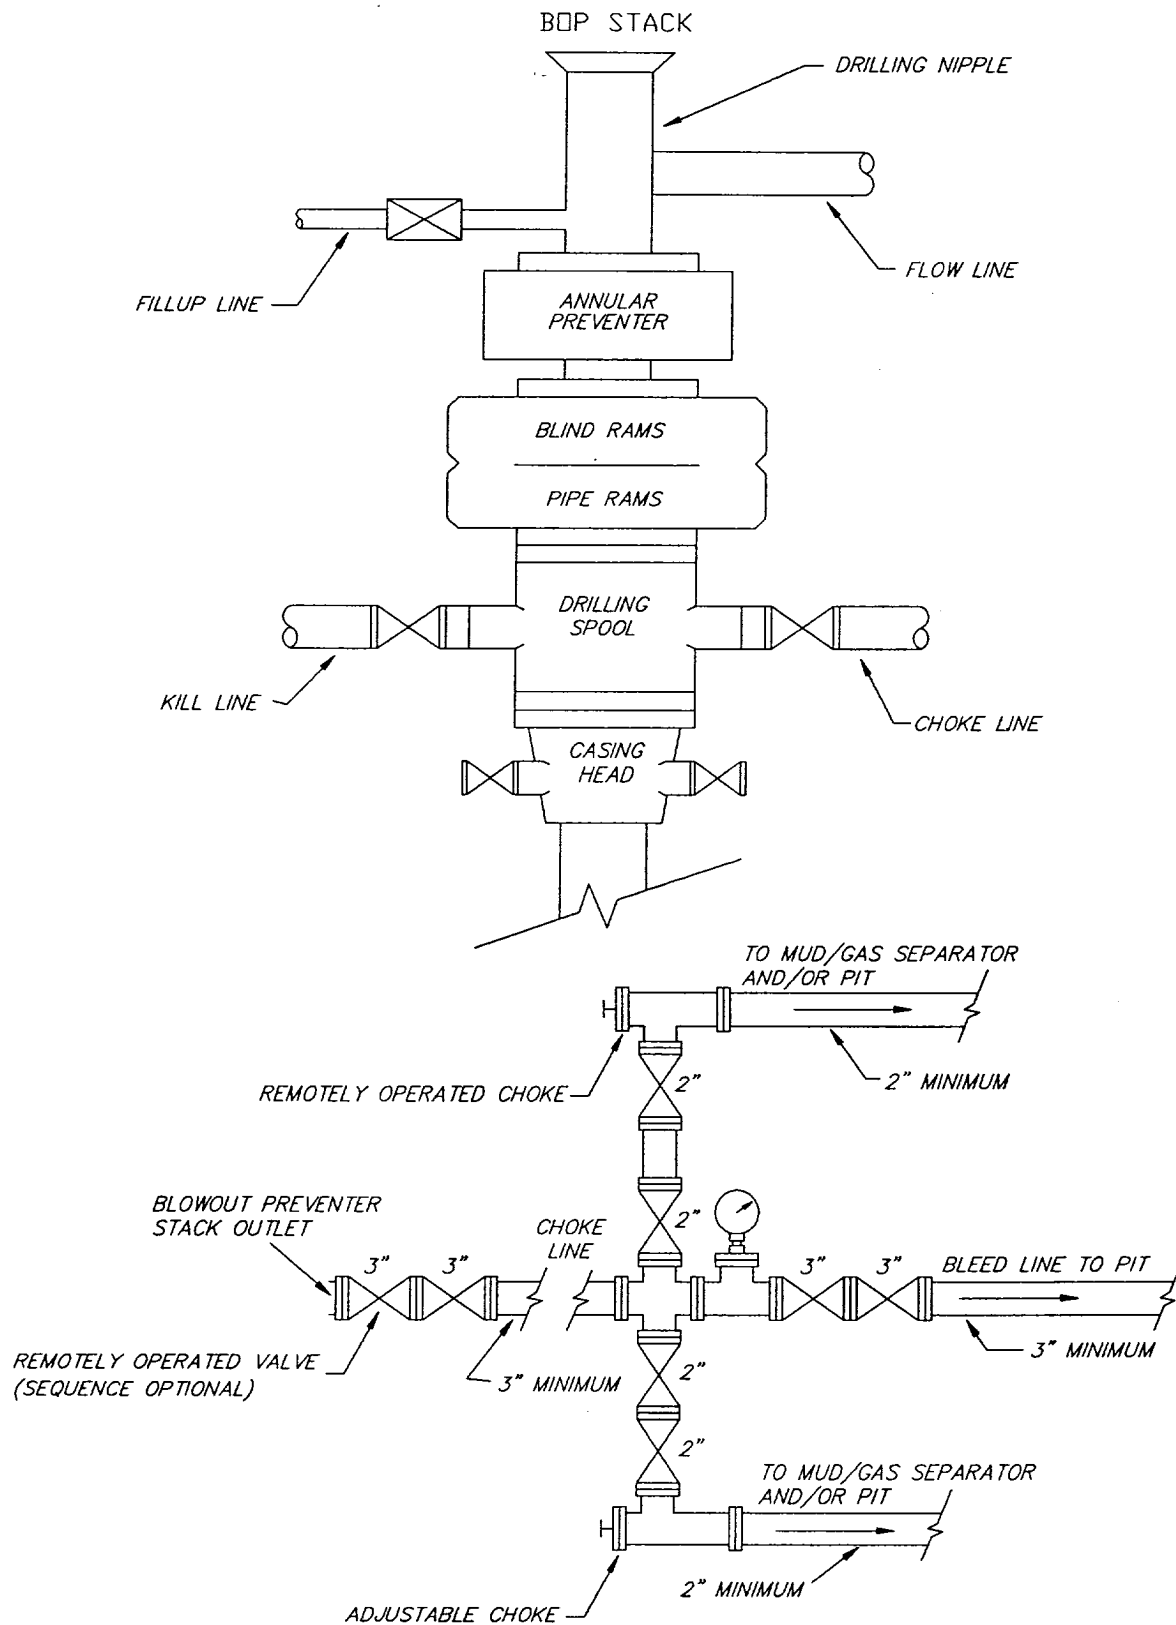 BOP STACK
DRILLING NIPPLE
FLOW LINE
FILLUP LINE
ANNULAR
PREVENTER
BLIND RAMS
PIPE RAMS
DRILLING
SPOOL
KILL LINE
CHOKE LINE
CASING
HEAD
TO MUD/GAS SEPARATOR
AND/OR PIT
2" MINIMUM
REMOTELY OPERATED CHOKE
2"
2"
BLOWOUT PREVENTER
STACK OUTLET
CHOKE
LINE
3"
3"
3"
3"
BLEED LINE TO PIT
REMOTELY OPERATED VALVE
(SEQUENCE OPTIONAL)
3" MINIMUM
3" MINIMUM
2"
2"
TO MUD/GAS SEPARATOR
AND/OR PIT
2" MINIMUM
ADJUSTABLE CHOKE